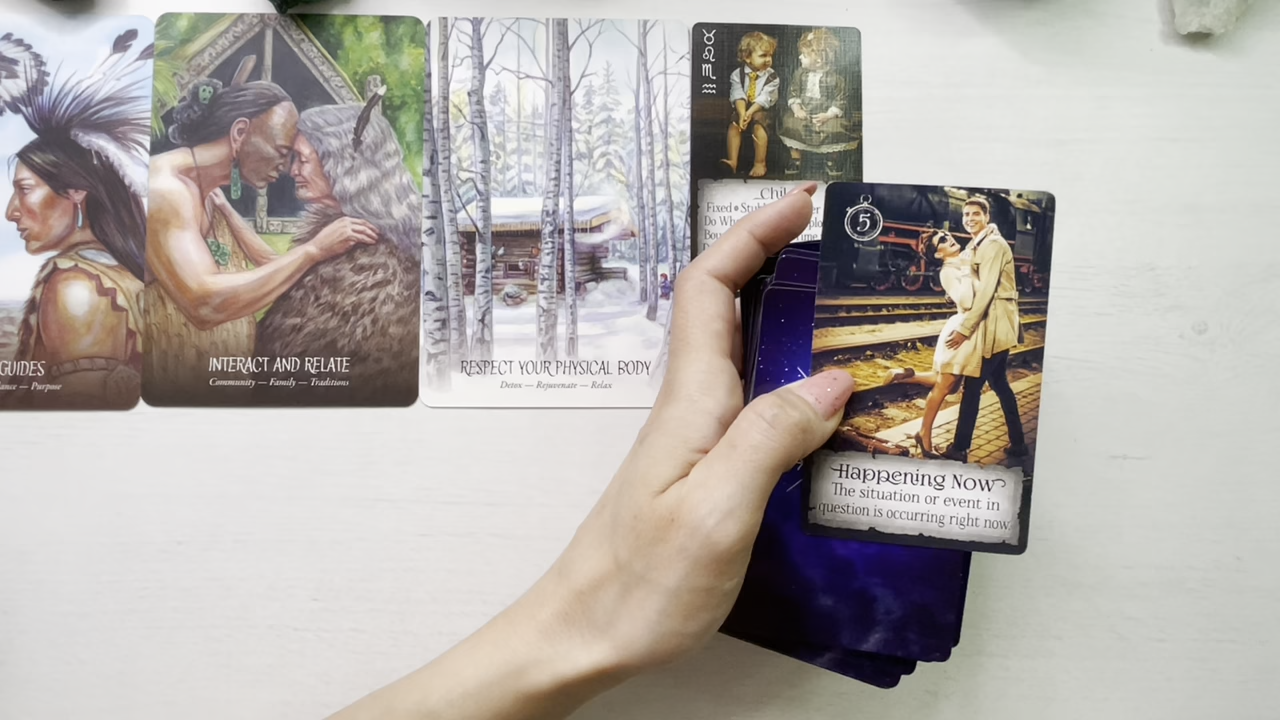 GUIDES
Purpose
INTERACT AND RELATE
Community — Family — Traditions
RESPECT YOUR PHYSICAL BODY
Detox — Rejuvenate — Relax
Fixed •
5
Happening Now
The situation or event in
question is occurring right now